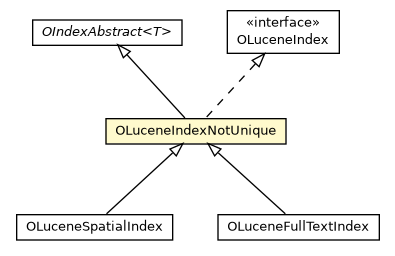 OIndexAbstract<T>
«interface»
OLuceneIndex
OLuceneIndexNotUnique
OLuceneSpatialIndex
OLuceneFullTextIndex